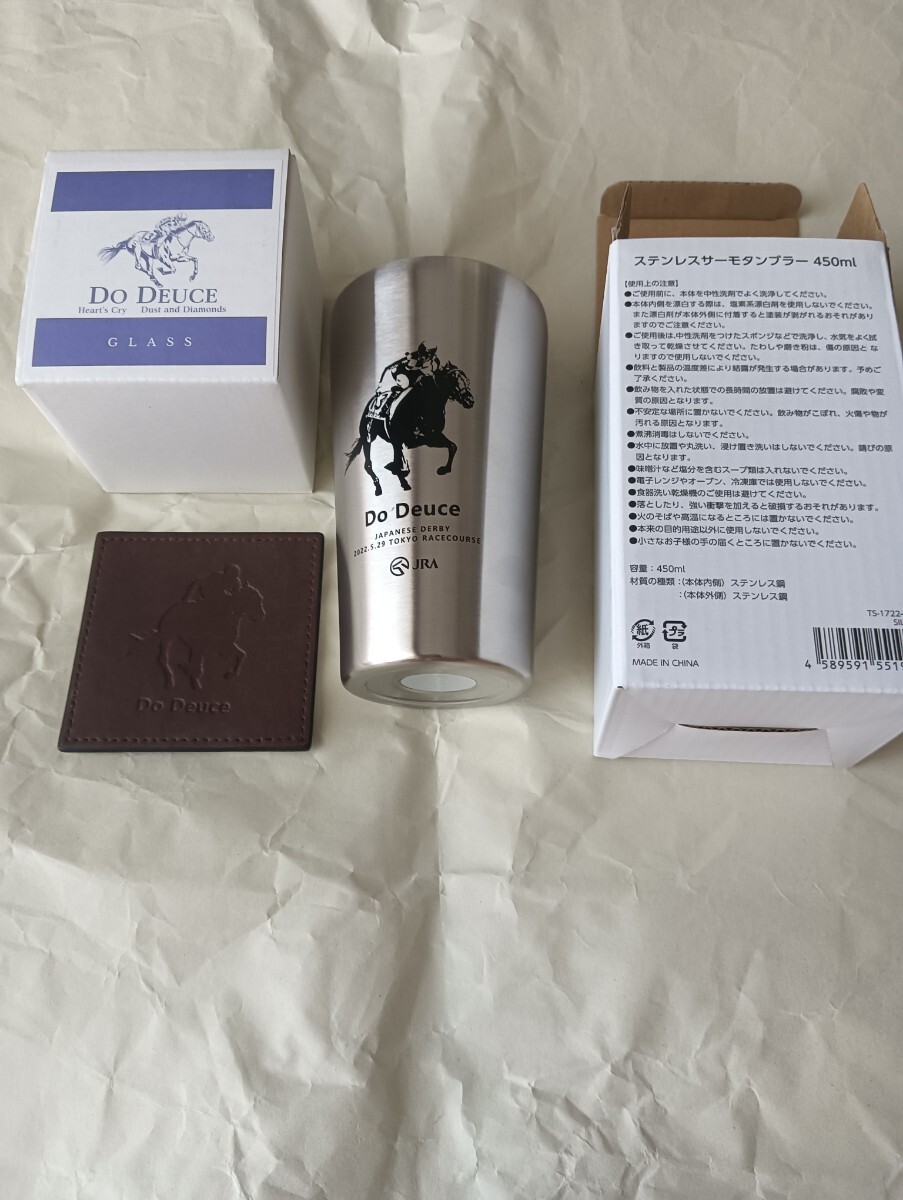 DO DEUCE
Heart's Cry Dust and Diamonds
GLASS
Do Deuce
Do Deuce
JAPANESE DERBY
2022.5.29 TOKYO RACECOURSE
JRA
ステンレスサーモタンブラー 450ml
【使用上の注意】
●ご使用前に、本体を中性洗剤でよく洗浄してください。
●本体内側を漂白する際は、塩素系漂白剤を使用しないでください。
また漂白剤が本体外側に付着すると塗装が剥がれるおそれがあり
ますのでご注意ください。
●ご使用後は、中性洗剤をつけたスポンジなどで洗浄し、水気をよく拭
き取って乾燥させてください。たわしや磨き粉は、傷の原因とな
りますので使用しないでください。
●飲料と製品の温度差により結露が発生する場合があります。予めご
了承ください。
●飲み物を入れた状態での長時間の放置は避けてください。腐敗や変
質の原因となります。
●不安定な場所に置かないでください。飲み物がこぼれ、火傷や物が
汚れる原因となります。
●煮沸消毒はしないでください。
●水中に放置や丸洗い、浸け置き洗いはしないでください。錆びの原
因となります。
●味噌汁など塩分を含むスープ類は入れないでください。
●電子レンジやオーブン、冷凍庫では使用しないでください。
●食器洗い乾燥機のご使用は避けてください。
●落としたり、強い衝撃を加えると破損するおそれがあります。
●火のそばや高温になるところには置かないでください。
●本来の目的用途以外に使用しないでください。
●小さなお子様の手の届くところに置かないでください。
容量：450ml
材質の種類：（本体内側）ステンレス鋼
：（本体外側）ステンレス鋼
TS-1722-
SIL
紙 プラ
外箱 袋
MADE IN CHINA
4 589591 5519